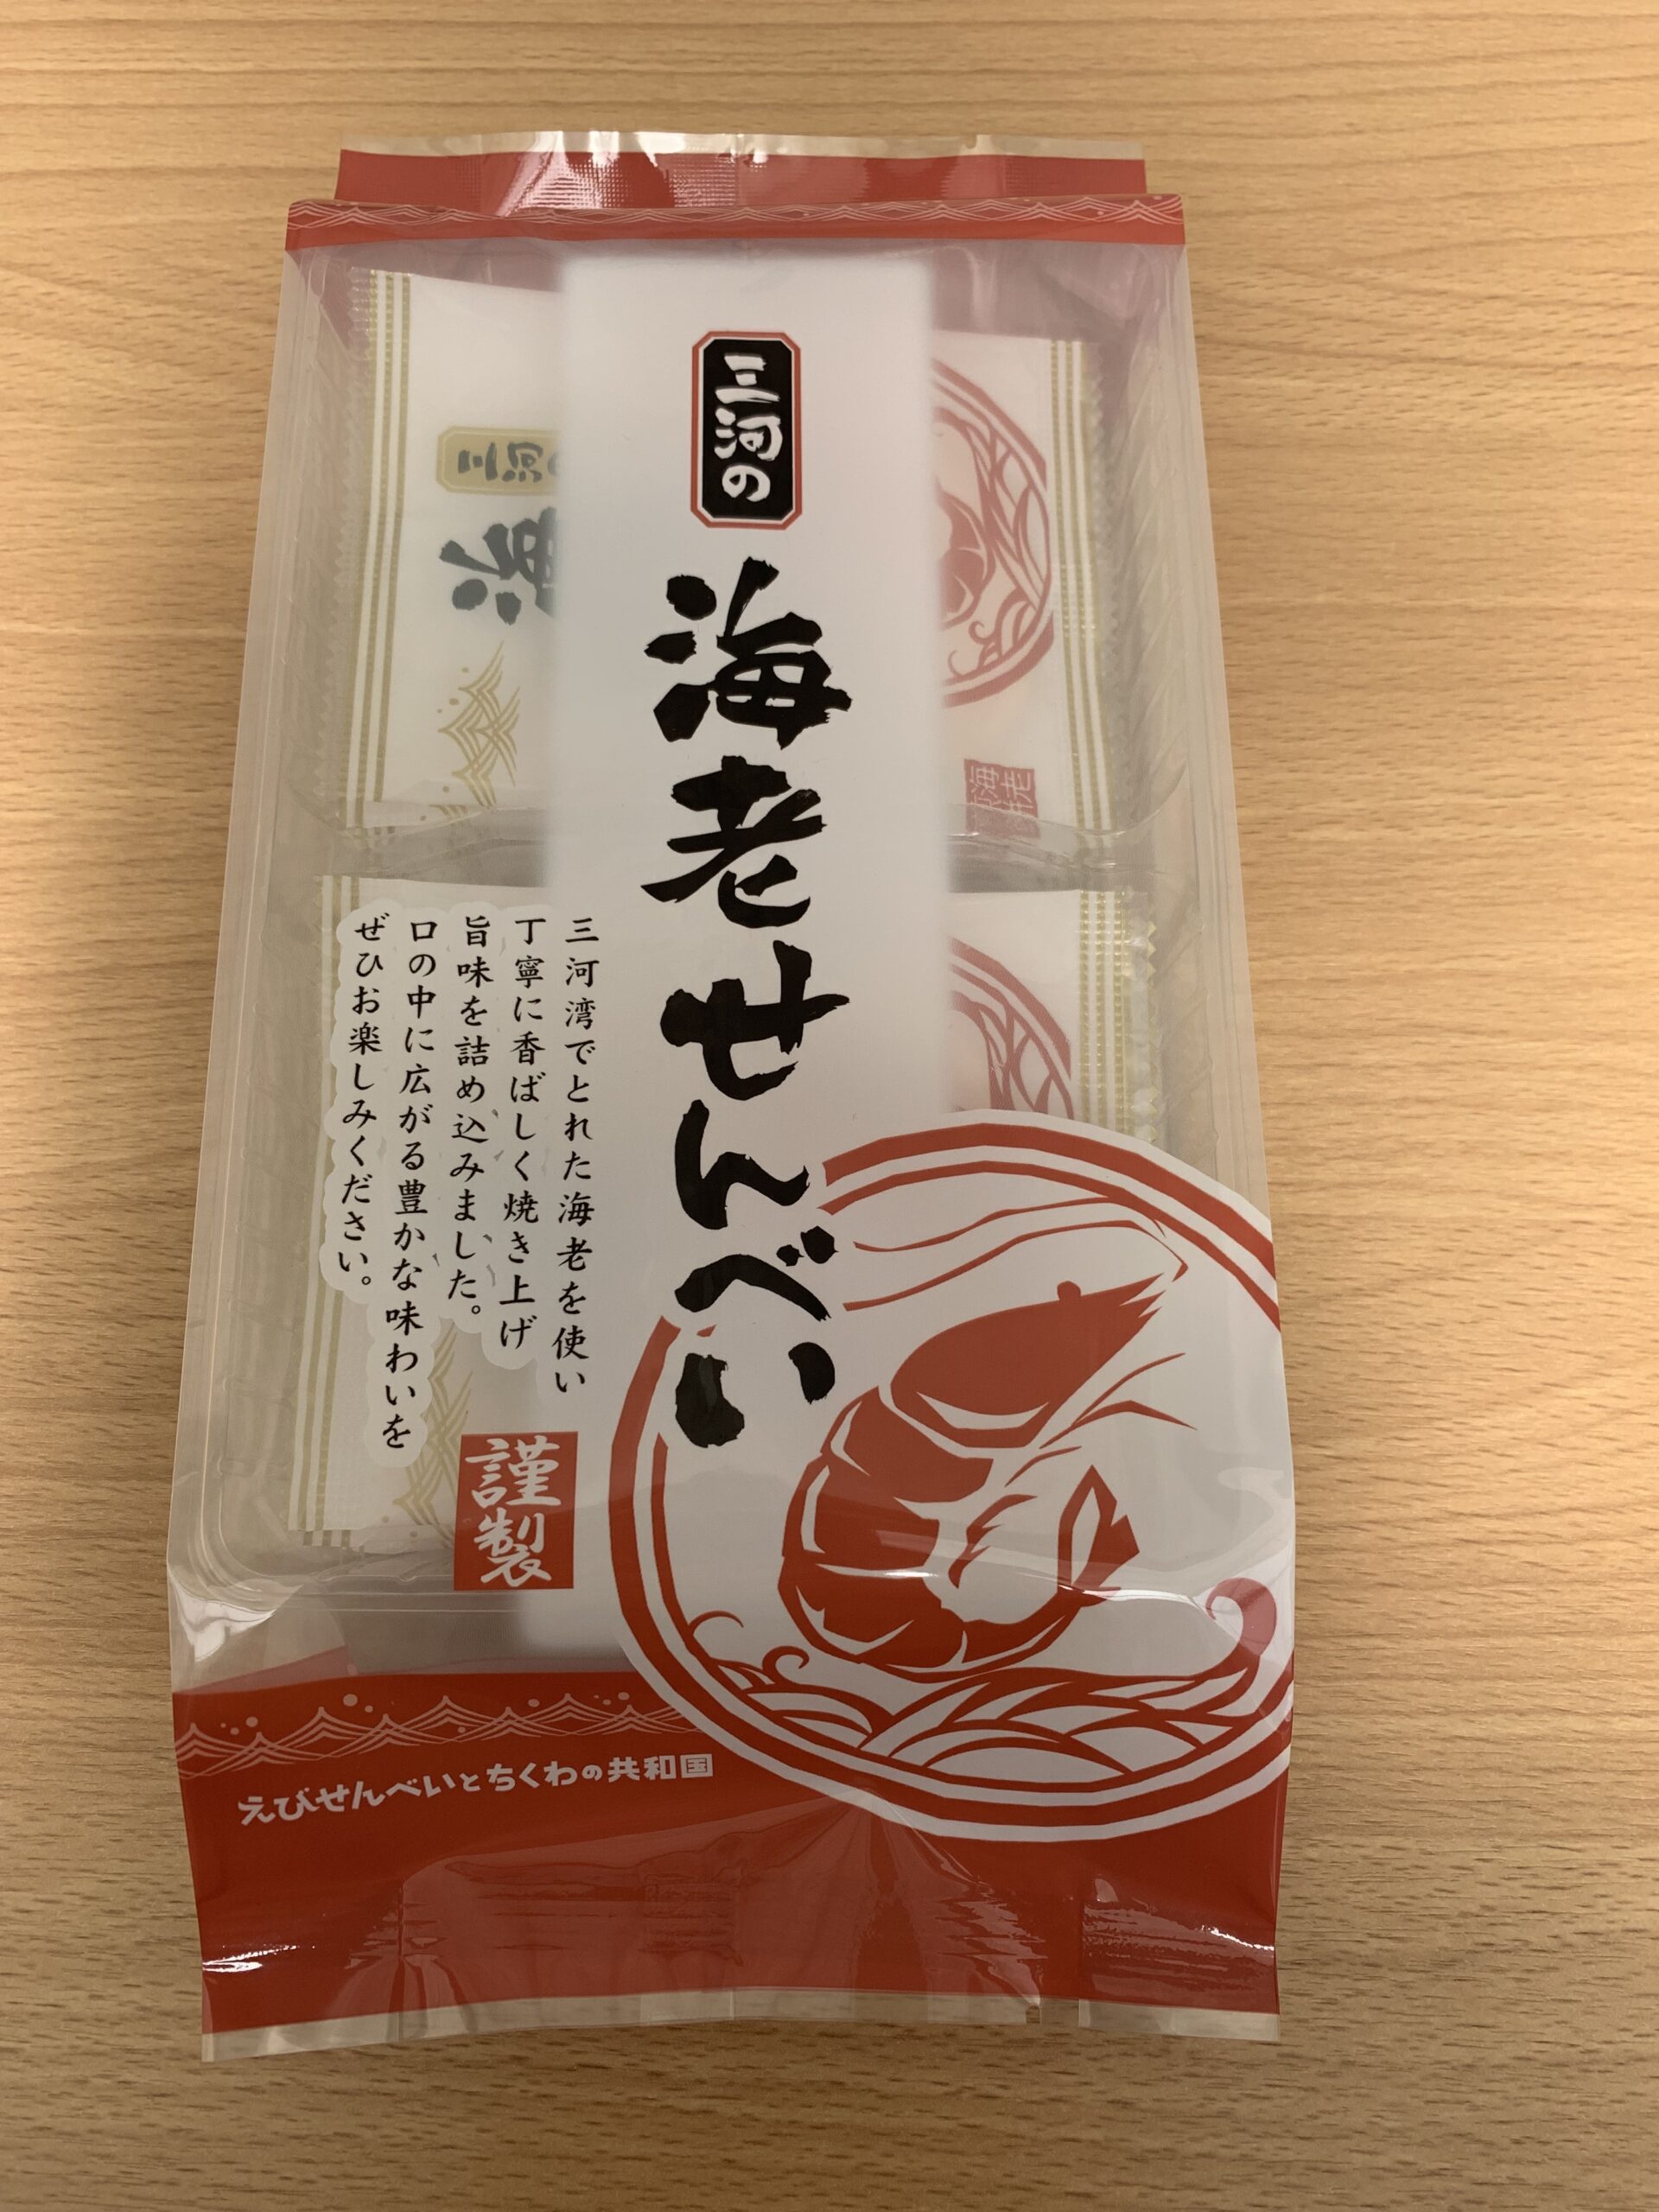 三河の
海老せんべい
三河湾でとれた海老を使い
丁寧に香ばしく焼き上げ
旨味を詰め込みました。
口の中に広がる豊かな味わいを
ぜひお楽しみください。
謹製
えびせんべいとちくわの共和国